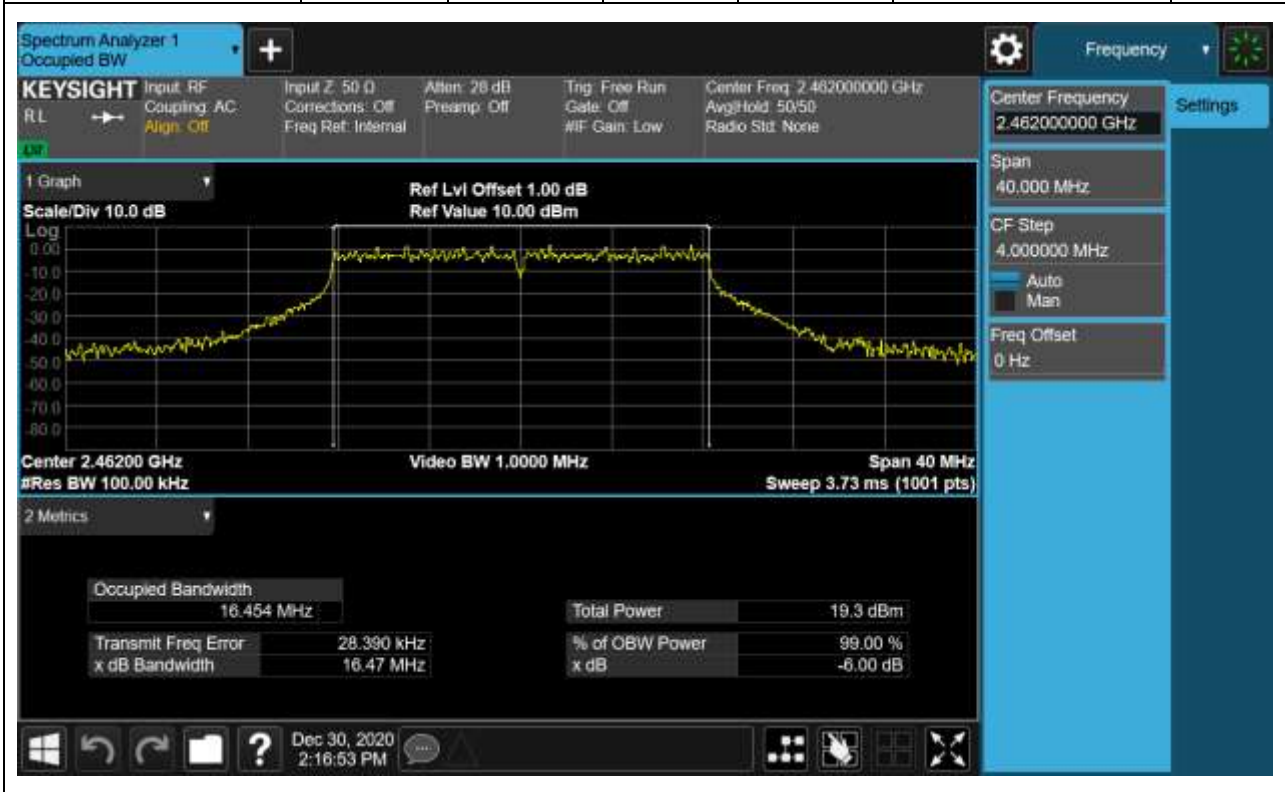 Spectrum Analyzer 1
Occupied BW
+
Frequency
KEYSIGHT
RL
Input: RF
Coupling: AC
Align: Off
Input Z: 50 Ω
Corrections: Off
Freq Ref: Internal
Atten: 28 dB
Preamp: Off
Trig: Free Run
Gate: Off
#IF Gain: Low
Center Freq: 2.462000000 GHz
Avg|Hold: 50/50
Radio Std: None
Center Frequency
2.462000000 GHz
Settings
Span
40.000 MHz
CF Step
4.000000 MHz
Auto
Man
Freq Offset
0 Hz
1 Graph
Scale/Div 10.0 dB
Ref Lvl Offset 1.00 dB
Ref Value 10.00 dBm
Log
0.00
-10.0
-20.0
-30.0
-40.0
-50.0
-60.0
-70.0
-80.0
Center 2.46200 GHz
#Res BW 100.00 kHz
Video BW 1.0000 MHz
Span 40 MHz
Sweep 3.73 ms (1001 pts)
2 Metrics
Occupied Bandwidth
16.454 MHz
Total Power 19.3 dBm
Transmit Freq Error 28.390 kHz
% of OBW Power 99.00 %
x dB Bandwidth 16.47 MHz
x dB -6.00 dB
?
Dec 30, 2020
2:16:53 PM